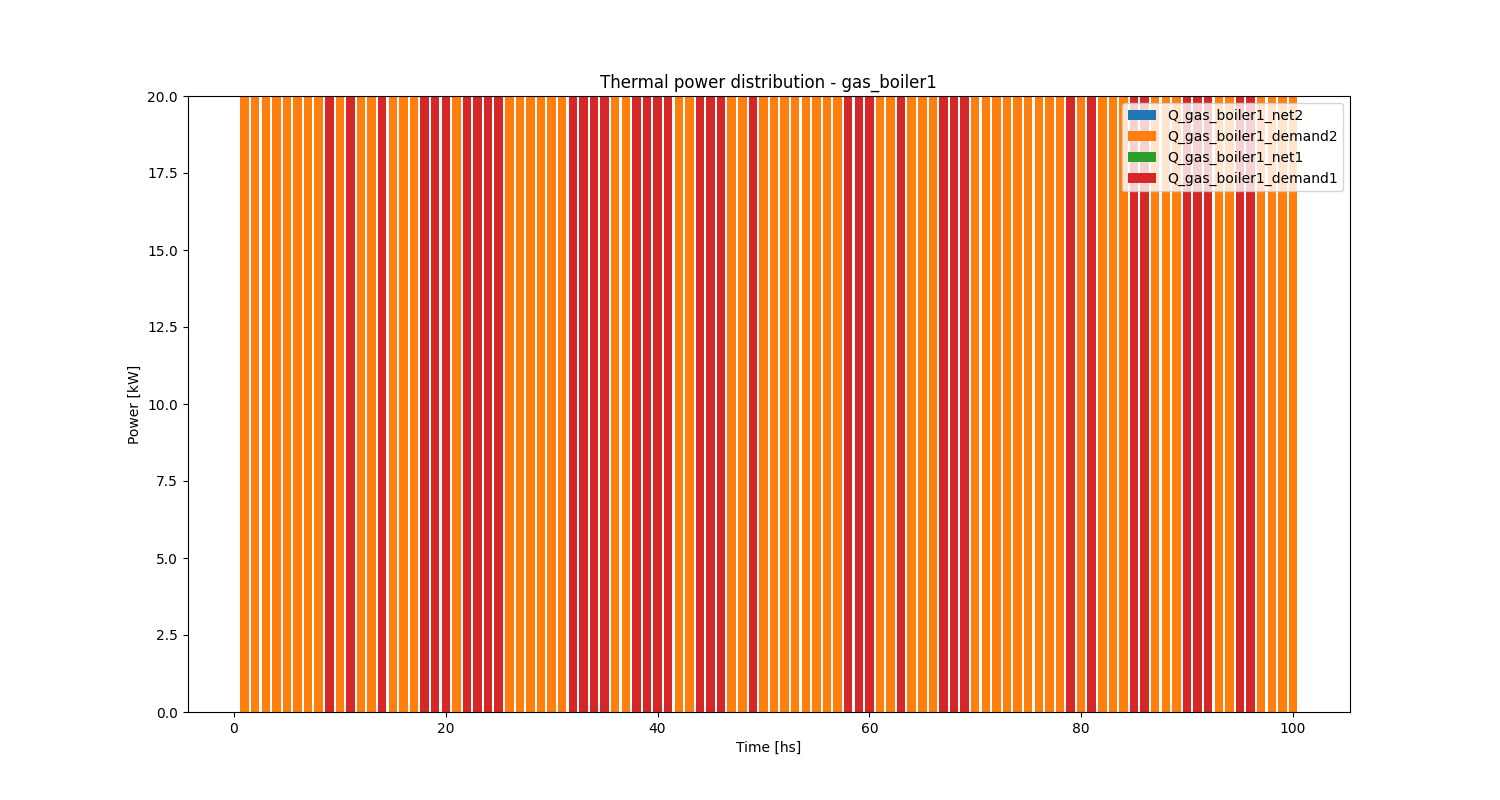 Thermal power distribution - gas_boiler1
20.0
17.5
15.0
12.5
10.0
7.5
5.0
2.5
0.0
Power [kW]
Q_gas_boiler1_net2
Q_gas_boiler1_demand2
Q_gas_boiler1_net1
Q_gas_boiler1_demand1
0 20 40 60 80 100
Time [hs]